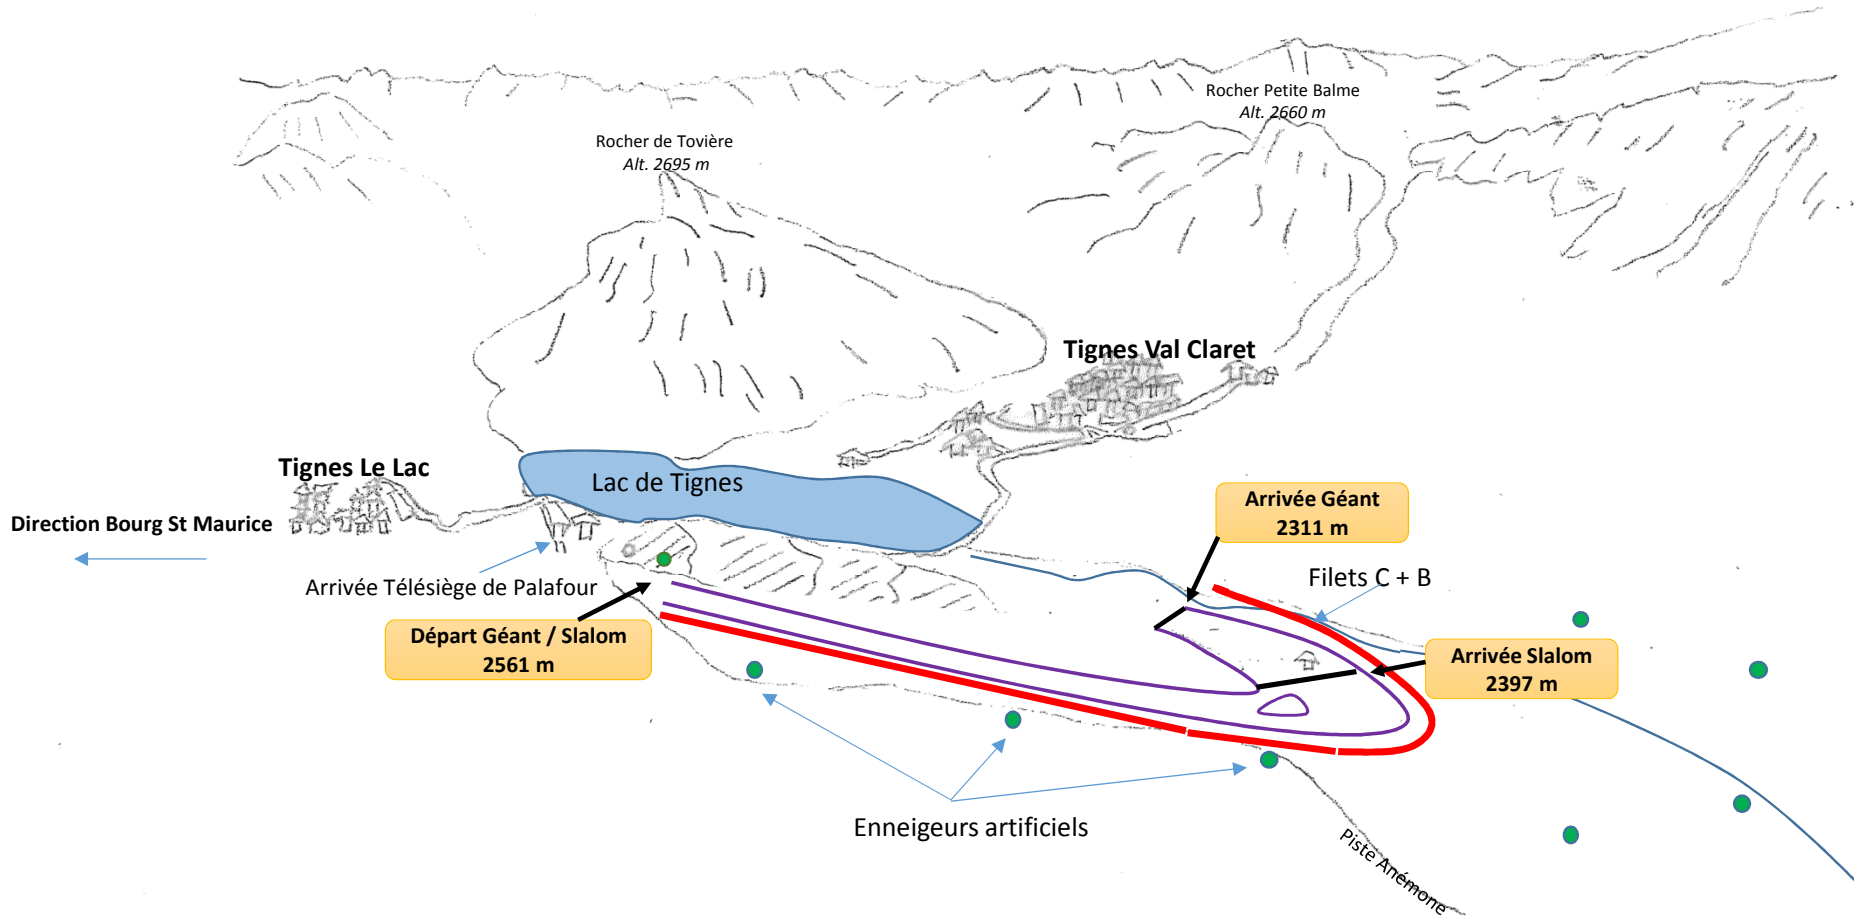 Rocher Petite Balme
Alt. 2660 m
Rocher de Tovière
Alt. 2695 m
Tignes Val Claret
Tignes Le Lac
Lac de Tignes
Direction Bourg St Maurice
Arrivée Géant
2311 m
Arrivée Télésiège de Palafour
Filets C + B
Départ Géant / Slalom
2561 m
Arrivée Slalom
2397 m
Enneigeurs artificiels
Piste Anémone